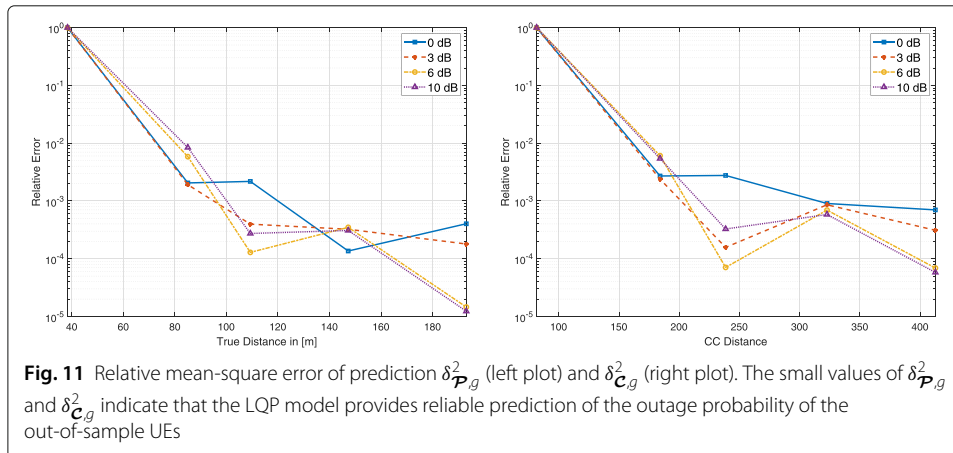 10^0
10^-1
10^-2
10^-3
10^-4
10^-5
Relative Error
40 60 80 100 120 140 160 180
True Distance in [m]
0 dB
3 dB
6 dB
10 dB
10^0
10^-1
10^-2
10^-3
10^-4
10^-5
Relative Error
100 150 200 250 300 350 400
CC Distance
0 dB
3 dB
6 dB
10 dB
Fig. 11 Relative mean-square error of prediction δ²_𝓟,g (left plot) and δ²_𝓒,g (right plot). The small values of δ²_𝓟,g
and δ²_𝓒,g indicate that the LQP model provides reliable prediction of the outage probability of the
out-of-sample UEs